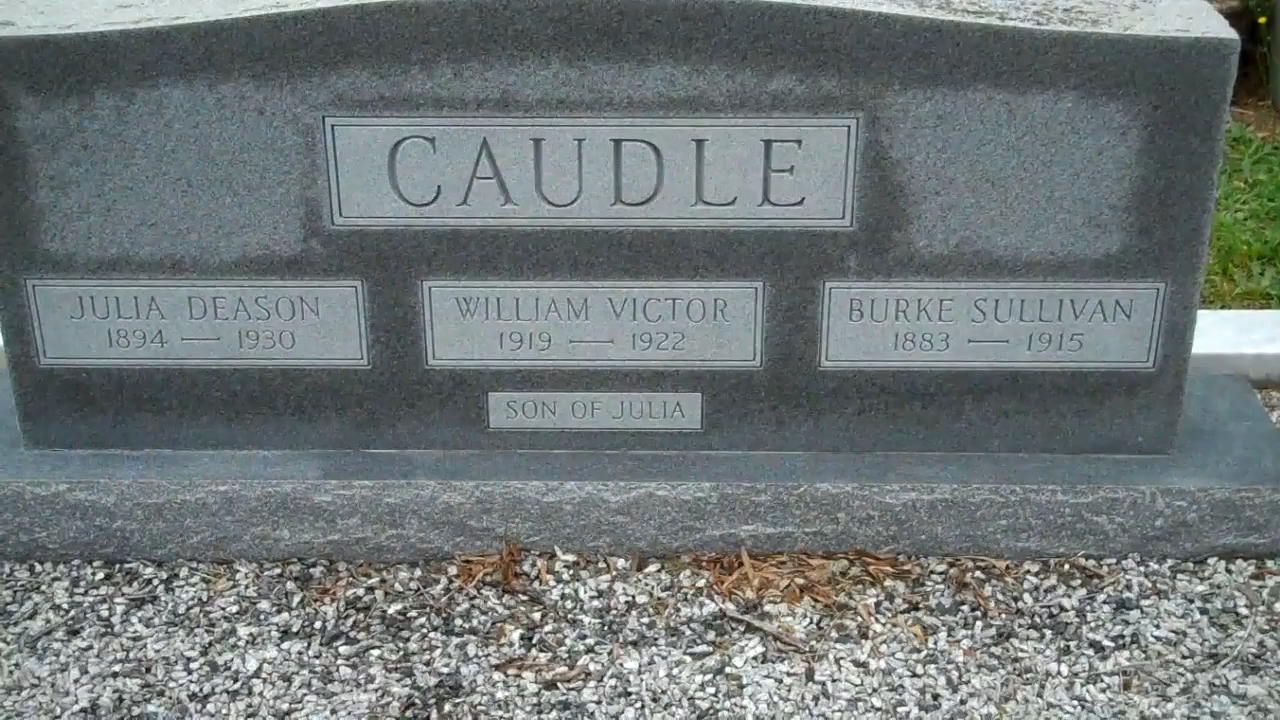 CAUDLE
JULIA DEASON
1894 — 1930
WILLIAM VICTOR
1919 — 1922
SON OF JULIA
BURKE SULLIVAN
1883 — 1915